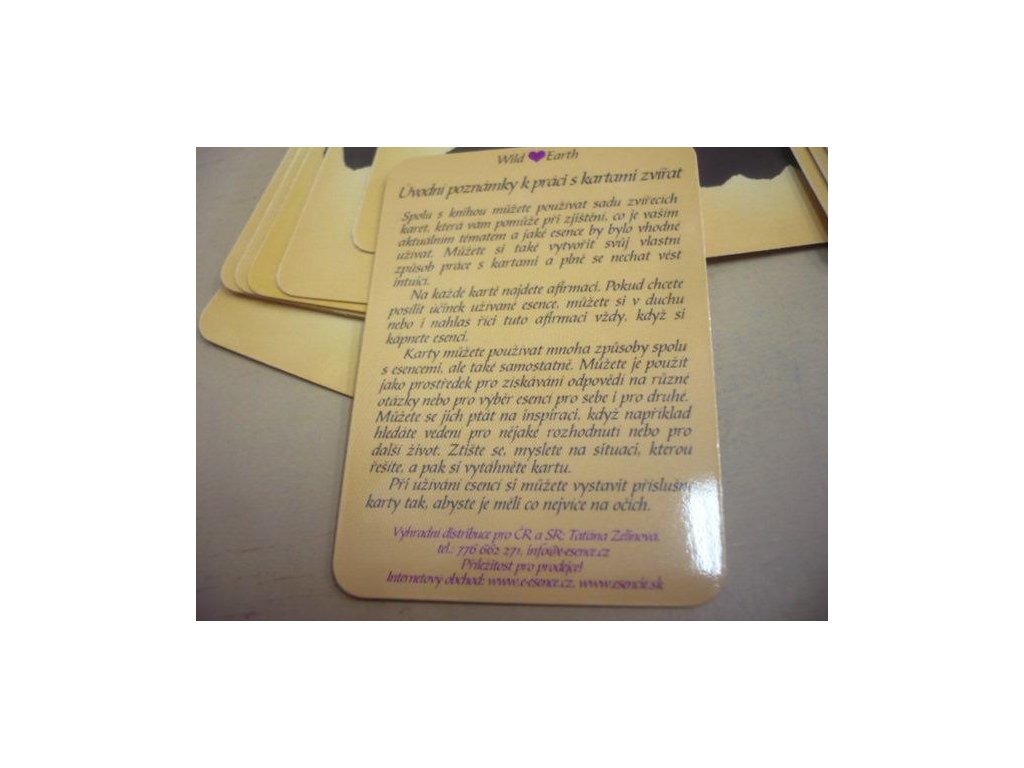 Wild Earth
Úvodní poznámky k práci s kartami zvířat
Spolu s knihou můžete používat sadu zvířecích
karet, která vám pomůže při zjištění, co je vaším
aktuálním tématem a jaké esence by bylo vhodné
užívat. Můžete si také vytvořit svůj vlastní
způsob práce s kartami a plně se nechat vést
intuicí.
Na každé kartě najdete afirmaci. Pokud chcete
posílit účinek užívané esence, můžete si v duchu
nebo i nahlas říci tuto afirmaci vždy, když si
kápnete esenci.
Karty můžete používat mnoha způsoby spolu
s esencemi, ale také samostatně. Můžete je použít
jako prostředek pro získávání odpovědí na různé
otázky nebo pro výběr esencí pro sebe i pro druhé.
Můžete se jich ptát na inspiraci, když například
hledáte vedení pro nějaké rozhodnutí nebo pro
další život. Ztište se, myslete na situaci, kterou
řešíte, a pak si vytáhněte kartu.
Při užívání esencí si můžete vystavit příslušné
karty tak, abyste je měli co nejvíce na očích.
Výhradní distribuce pro ČR a SR: Taťána Zelinová,
tel.: 776 662 271, info@e-esence.cz
Příležitost pro prodejce!
Internetový obchod: www.e-esence.cz, www.esencie.sk